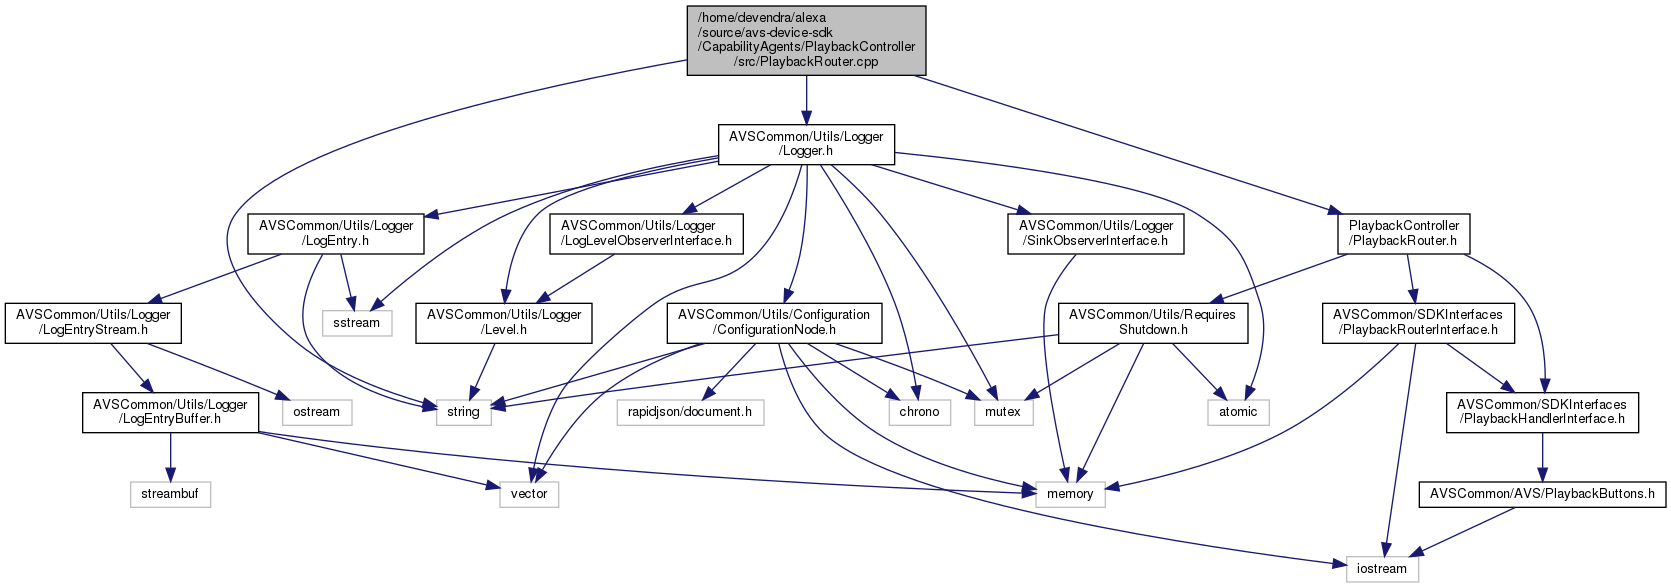 /home/devendra/alexa
/source/avs-device-sdk
/CapabilityAgents/PlaybackController
/src/PlaybackRouter.cpp
AVSCommon/Utils/Logger
/Logger.h
AVSCommon/Utils/Logger
/LogEntry.h
AVSCommon/Utils/Logger
/LogLevelObserverInterface.h
AVSCommon/Utils/Logger
/SinkObserverInterface.h
PlaybackController
/PlaybackRouter.h
AVSCommon/Utils/Logger
/LogEntryStream.h
sstream
AVSCommon/Utils/Logger
/Level.h
AVSCommon/Utils/Configuration
/ConfigurationNode.h
AVSCommon/Utils/Requires
Shutdown.h
AVSCommon/SDKInterfaces
/PlaybackRouterInterface.h
AVSCommon/Utils/Logger
/LogEntryBuffer.h
ostream
string
rapidjson/document.h
chrono
mutex
atomic
AVSCommon/SDKInterfaces
/PlaybackHandlerInterface.h
streambuf
vector
memory
AVSCommon/AVS/PlaybackButtons.h
iostream